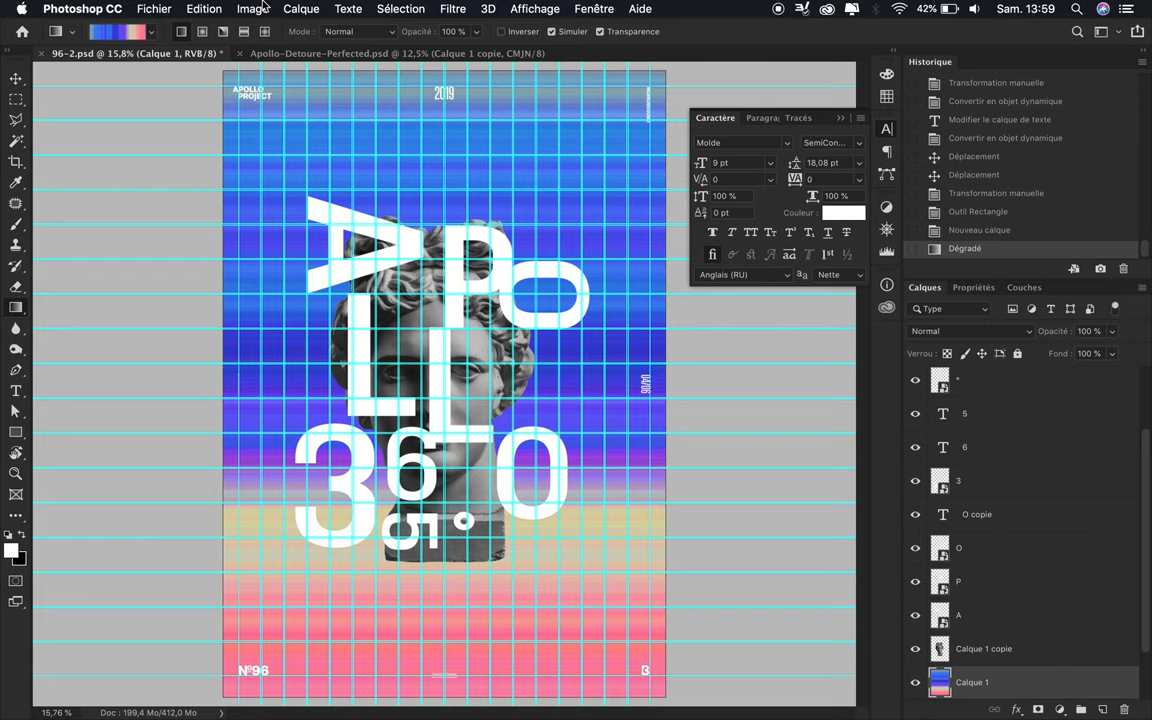 Photoshop CC Fichier Edition Image Calque Texte Sélection Filtre 3D Affichage Fenêtre Aide 42% Sam. 13:59
Mode : Normal Opacité : 100 % Inverser Simuler Transparence
96-2.psd @ 15,8% (Calque 1, RVB/8) * Apollo-Detoure-Perfected.psd @ 12,5% (Calque 1 copie, CMJN/8)
Historique
Transformation manuelle
Convertir en objet dynamique
Modifier le calque de texte
Convertir en objet dynamique
Déplacement
Déplacement
Transformation manuelle
Outil Rectangle
Nouveau calque
Dégradé
Caractère Paragra Tracés
Molde SemiCon...
9 pt 18,08 pt
0 0
100 % 100 %
0 pt Couleur :
Anglais (RU) Nette
APOLLO
PROJECT
2019
A P O
L L
04/06
3 6 O
5 °
Nº96
Calques Propriétés Couches
Type
Normal Opacité : 100 %
Verrou : Fond : 100 %
°
5
6
3
O copie
O
P
A
Calque 1 copie
Calque 1
15,76 % Doc : 199,4 Mo/412,0 Mo